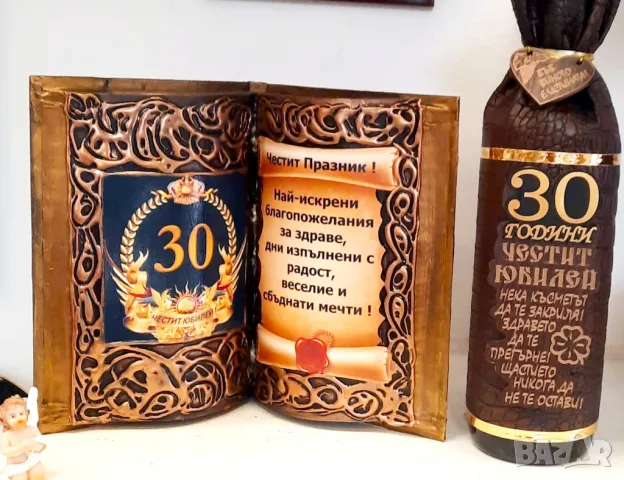 30
ЧЕСТИТ ЮБИЛЕЙ
Честит Празник !
Най-искрени
благопожелания
за здраве,
дни изпълнени с
радост,
веселие и
сбъднати мечти !
30
ГОДИНИ
ЧЕСТИТ
ЮБИЛЕЙ
НЕКА КЪСМЕТЪТ
ДА ТЕ ЗАКРИЛЯ!
ЗДРАВЕТО
ДА ТЕ
ПРЕГЪРНЕ!
ЩАСТИЕТО
НИКОГА ДА
НЕ ТЕ ОСТАВИ!
BAZAR